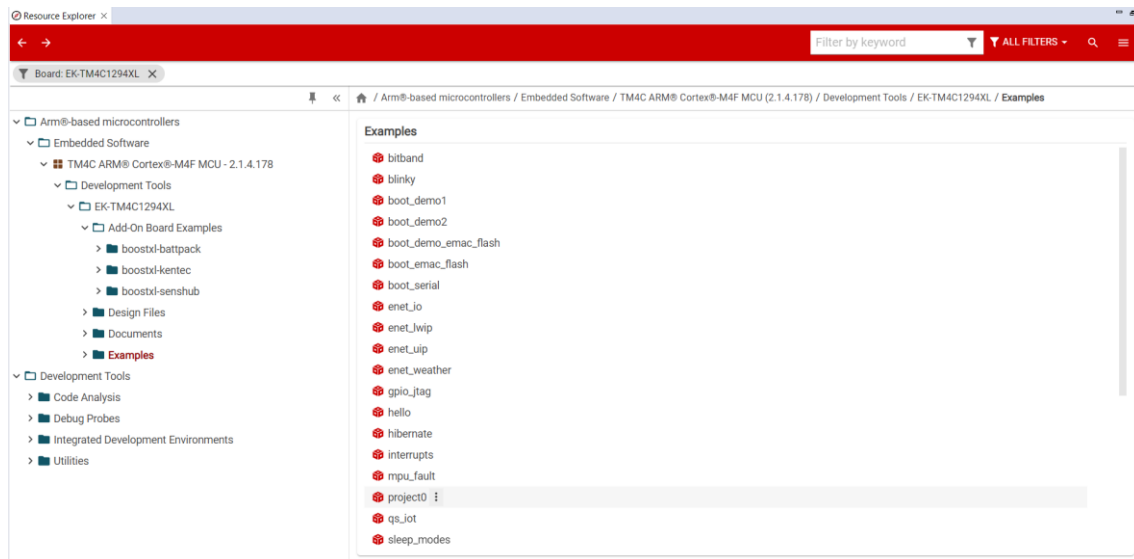 Resource Explorer
Filter by keyword
ALL FILTERS
Board: EK-TM4C1294XL
/ Arm®-based microcontrollers / Embedded Software / TM4C ARM® Cortex®-M4F MCU (2.1.4.178) / Development Tools / EK-TM4C1294XL / Examples
Arm®-based microcontrollers
Embedded Software
TM4C ARM® Cortex®-M4F MCU - 2.1.4.178
Development Tools
EK-TM4C1294XL
Add-On Board Examples
boostxl-battpack
boostxl-kentec
boostxl-senshub
Design Files
Documents
Examples
Development Tools
Code Analysis
Debug Probes
Integrated Development Environments
Utilities
Examples
bitband
blinky
boot_demo1
boot_demo2
boot_demo_emac_flash
boot_emac_flash
boot_serial
enet_io
enet_lwip
enet_uip
enet_weather
gpio_jtag
hello
hibernate
interrupts
mpu_fault
project0
qs_iot
sleep_modes